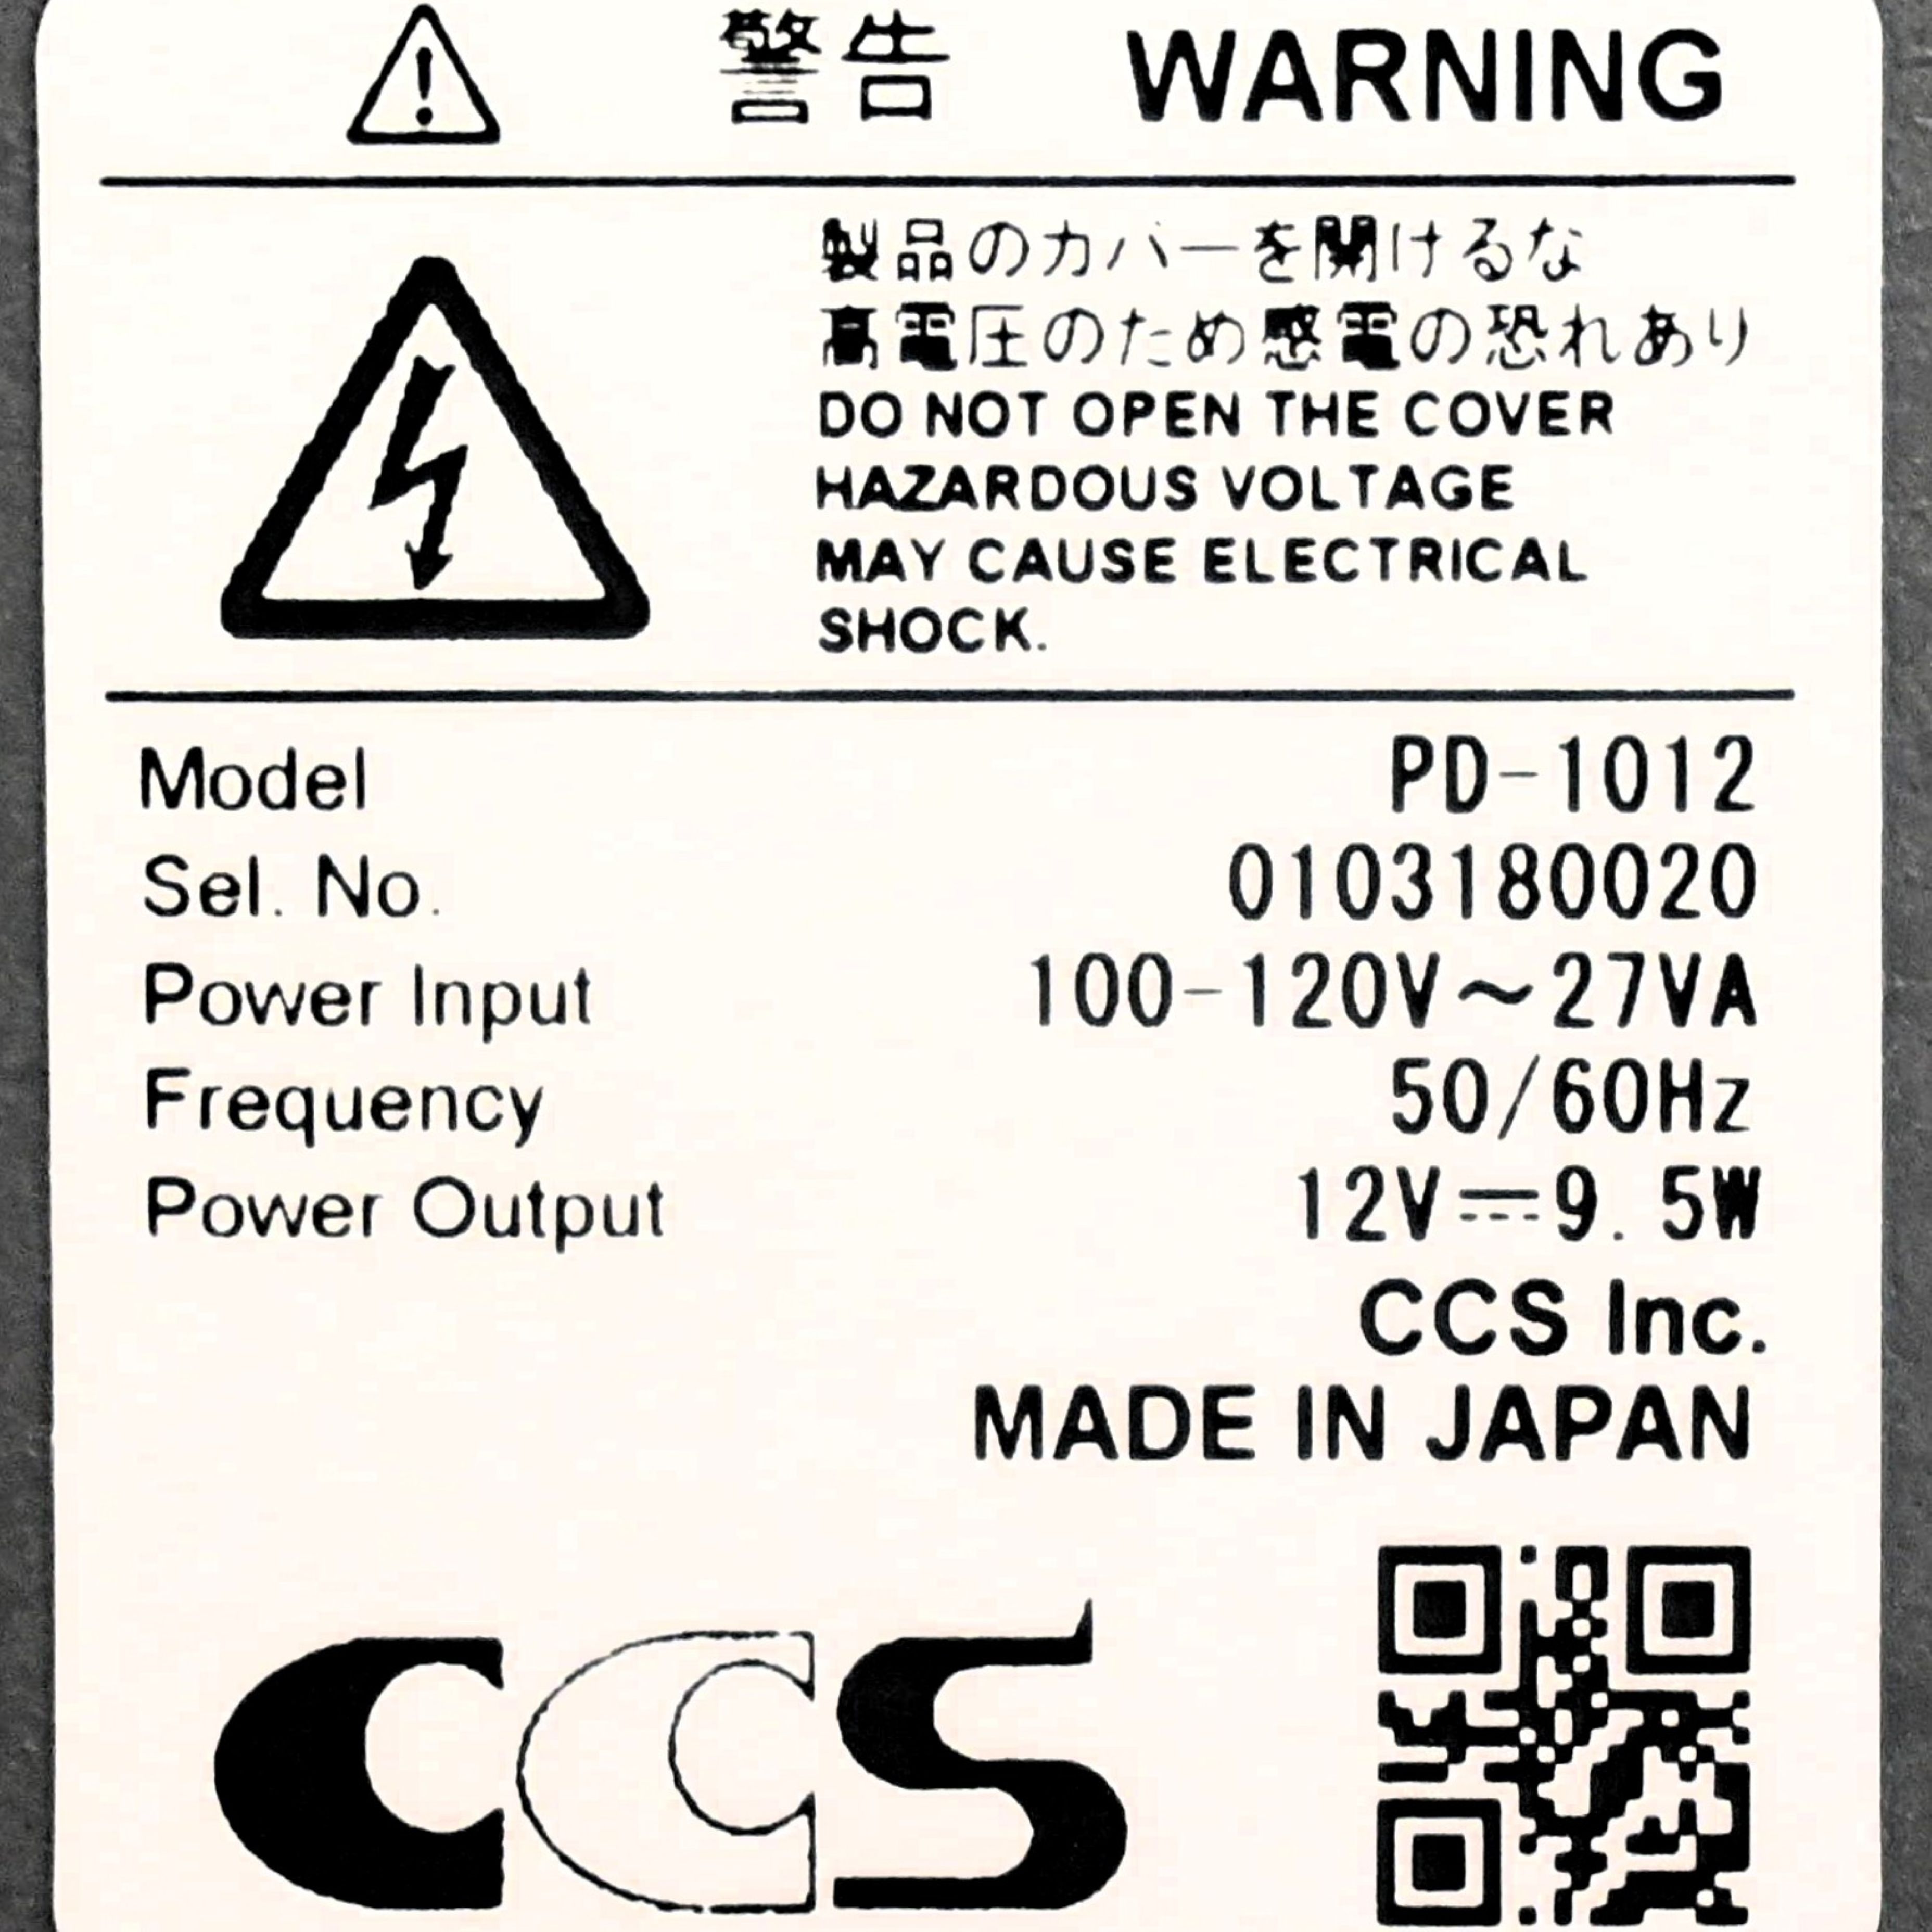 警告 WARNING
製品のカバーを開けるな
高電圧のため感電の恐れあり
DO NOT OPEN THE COVER
HAZARDOUS VOLTAGE
MAY CAUSE ELECTRICAL
SHOCK.
Model PD-1012
Sel. No. 0103180020
Power Input 100-120V~27VA
Frequency 50/60Hz
Power Output 12V⎓9.5W
CCS Inc.
MADE IN JAPAN
CCS